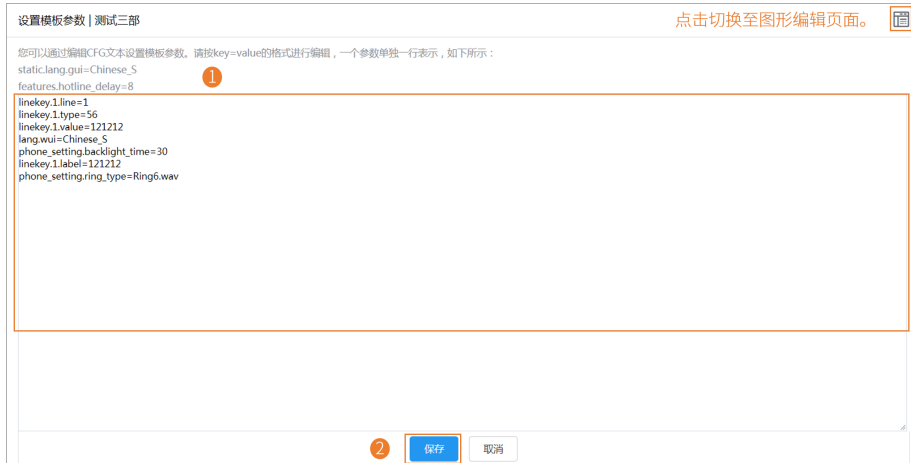 设置模板参数 | 测试三部
点击切换至图形编辑页面。
您可以通过编辑CFG文本设置模板参数。请按key=value的格式进行编辑，一个参数单独一行表示，如下所示：
static.lang.gui=Chinese_S
1
features.hotline_delay=8
linekey.1.line=1
linekey.1.type=56
linekey.1.value=121212
lang.wui=Chinese_S
phone_setting.backlight_time=30
linekey.1.label=121212
phone_setting.ring_type=Ring6.wav
2 保存 取消